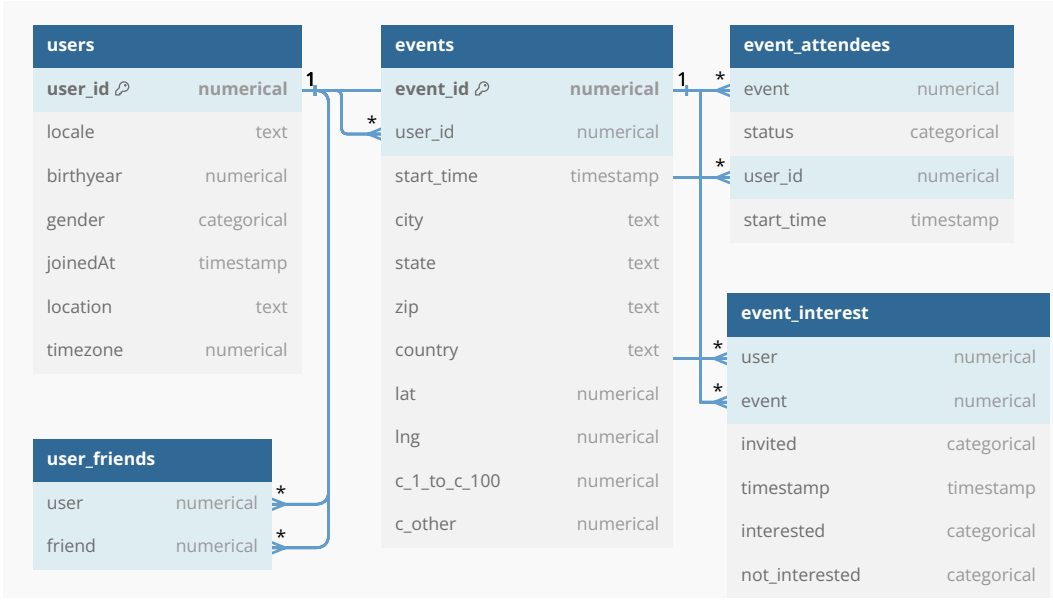 users
user_id numerical
locale text
birthyear numerical
gender categorical
joinedAt timestamp
location text
timezone numerical
1
user_friends
user numerical
friend numerical
*
*
events
event_id numerical
user_id numerical
start_time timestamp
city text
state text
zip text
country text
lat numerical
lng numerical
c_1_to_c_100 numerical
c_other numerical
*
1
event_attendees
event numerical
status categorical
user_id numerical
start_time timestamp
*
*
event_interest
user numerical
event numerical
invited categorical
timestamp timestamp
interested categorical
not_interested categorical
*
*